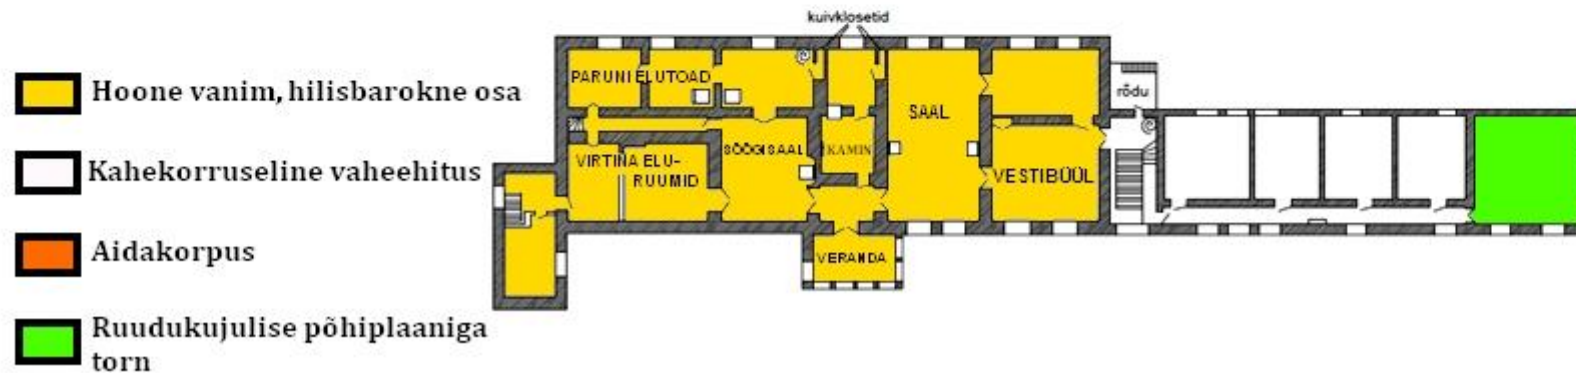 Hoone vanim, hilisbarokne osa
Kahekorruseline vaheehitus
Aidakorpus
Ruudukujulise põhiplaaniga
torn
kuivklosetid
PARUNI ELUTOAD
SAAL
rõdu
SÖÖGISAAL
KAMIN
VIRTINA ELU-
RUUMID
VESTIBÜÜL
VERANDA